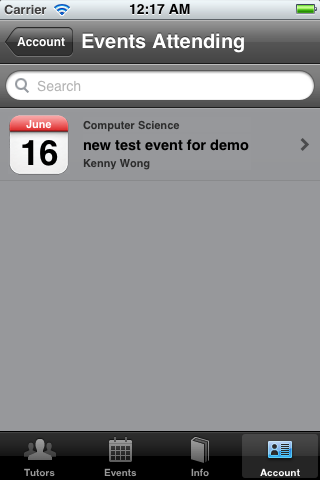 Carrier 12:17 AM
Account Events Attending
Search
June
16
Computer Science
new test event for demo
Kenny Wong
Tutors Events Info Account